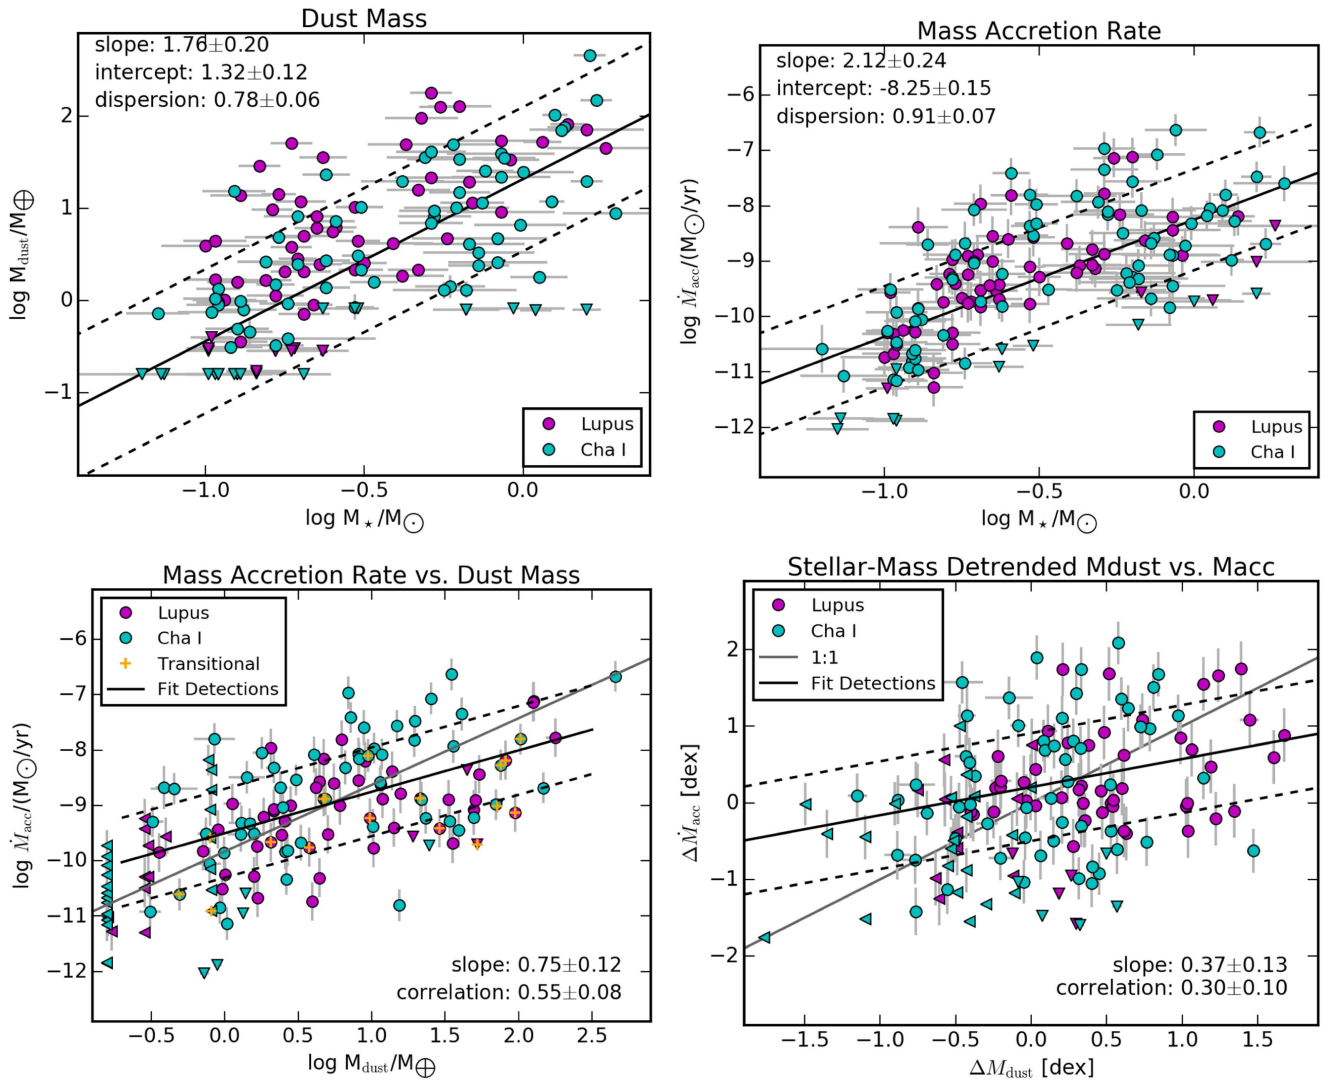 Dust Mass
slope: 1.76±0.20
intercept: 1.32±0.12
dispersion: 0.78±0.06
2
1
0
−1
log M_dust/M_⨁
Lupus
Cha I
−1.0 −0.5 0.0
log M_⋆/M_⨀
Mass Accretion Rate
slope: 2.12±0.24
intercept: -8.25±0.15
dispersion: 0.91±0.07
−6
−7
−8
−9
−10
−11
−12
log Ṁ_acc/(M_⨀/yr)
Lupus
Cha I
−1.0 −0.5 0.0
log M_⋆/M_⨀
Mass Accretion Rate vs. Dust Mass
Lupus
Cha I
Transitional
Fit Detections
−6
−7
−8
−9
−10
−11
−12
log Ṁ_acc/(M_⨀/yr)
slope: 0.75±0.12
correlation: 0.55±0.08
−0.5 0.0 0.5 1.0 1.5 2.0 2.5
log M_dust/M_⨁
Stellar-Mass Detrended Mdust vs. Macc
Lupus
Cha I
1:1
Fit Detections
2
1
0
−1
−2
ΔṀ_acc [dex]
slope: 0.37±0.13
correlation: 0.30±0.10
−1.5 −1.0 −0.5 0.0 0.5 1.0 1.5
ΔM_dust [dex]